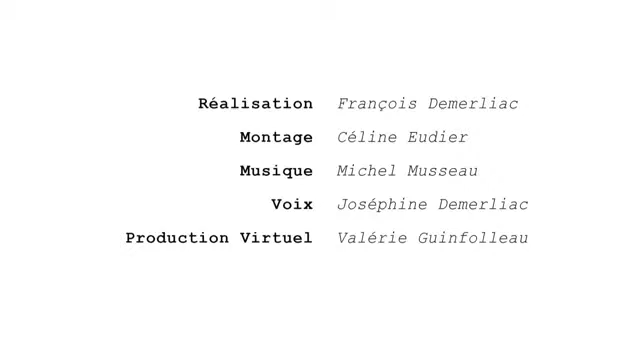 Réalisation François Demerliac
Montage Céline Eudier
Musique Michel Musseau
Voix Joséphine Demerliac
Production Virtuel Valérie Guinfolleau